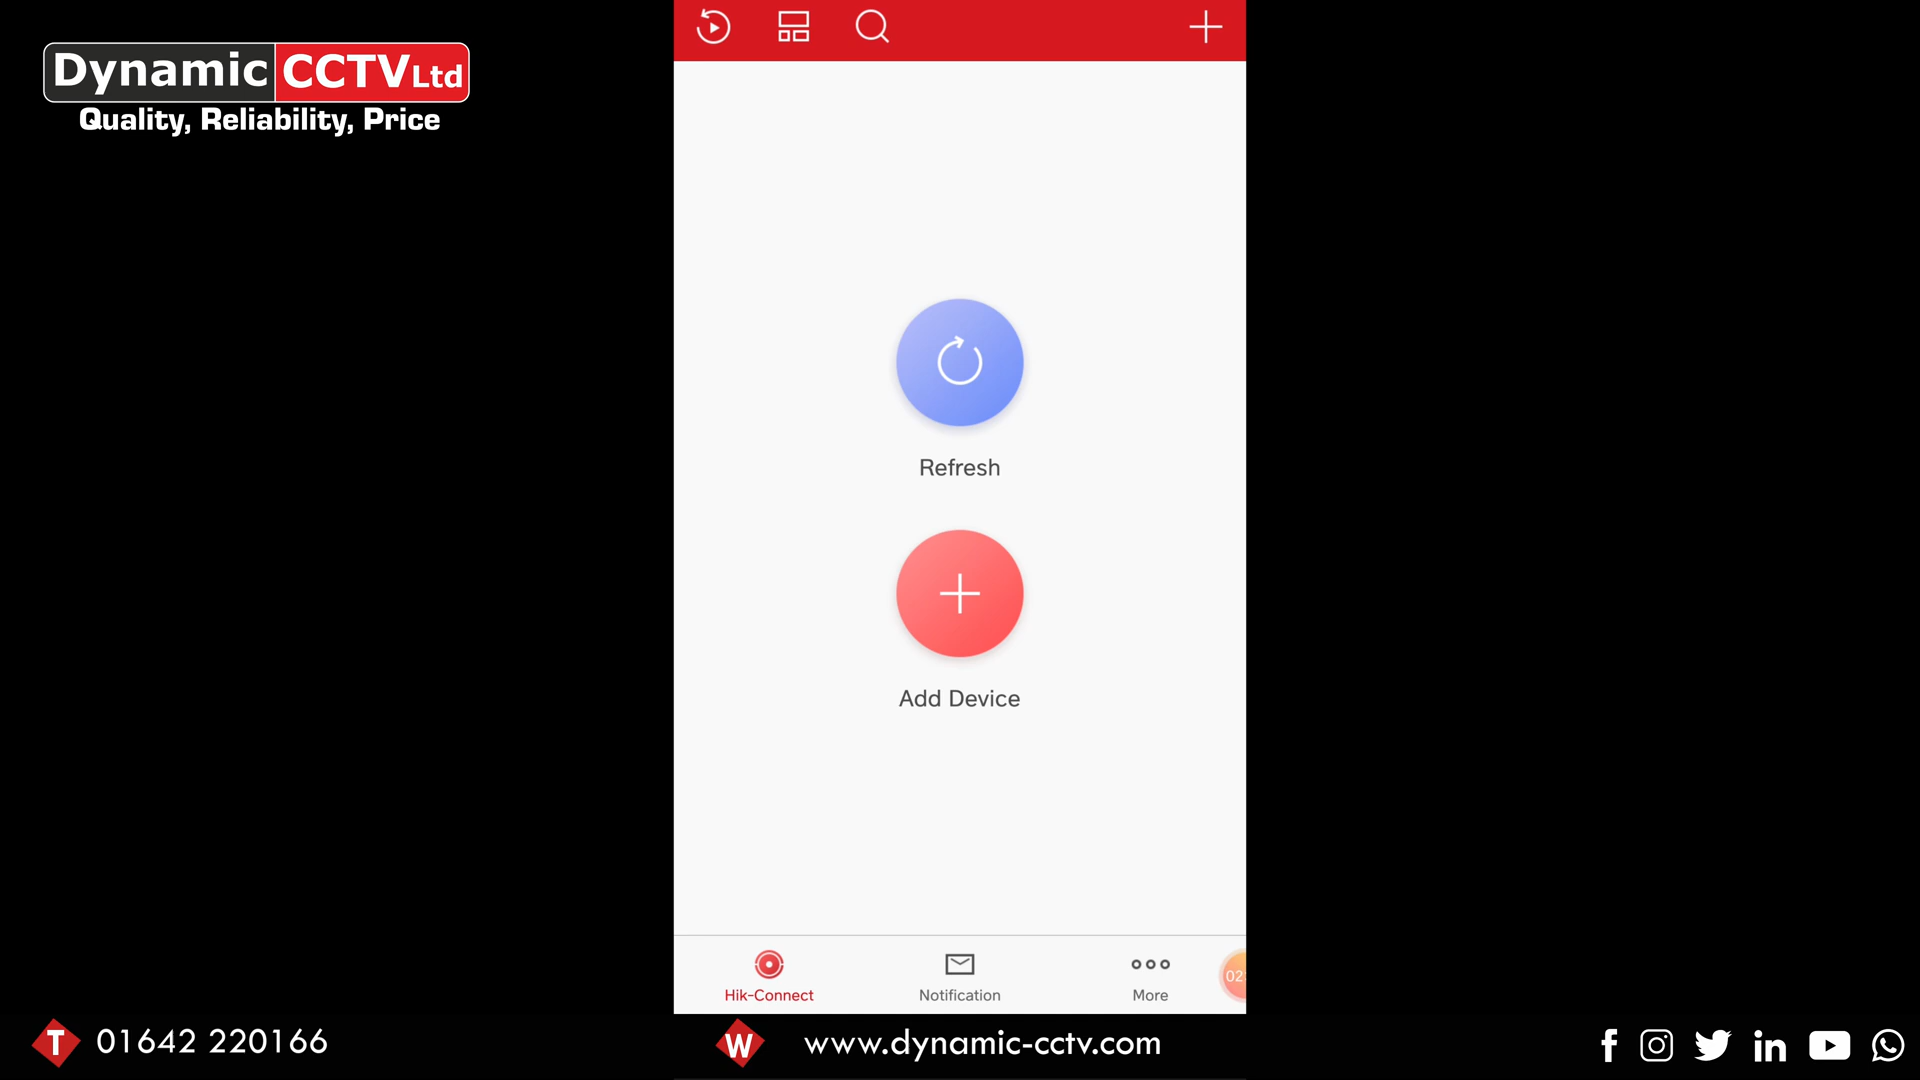 Dynamic CCTV Ltd
Quality, Reliability, Price
Refresh
Add Device
Hik-Connect
Notification
More
02
T 01642 220166
W www.dynamic-cctv.com